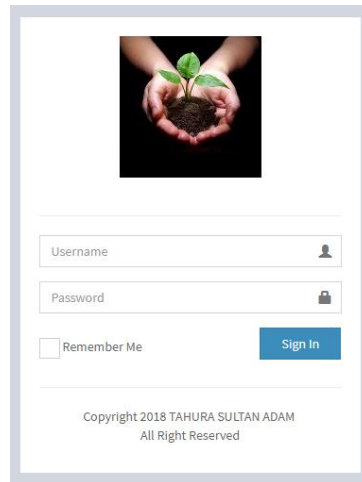 Username
Password
Remember Me
Sign In
Copyright 2018 TAHURA SULTAN ADAM
All Right Reserved